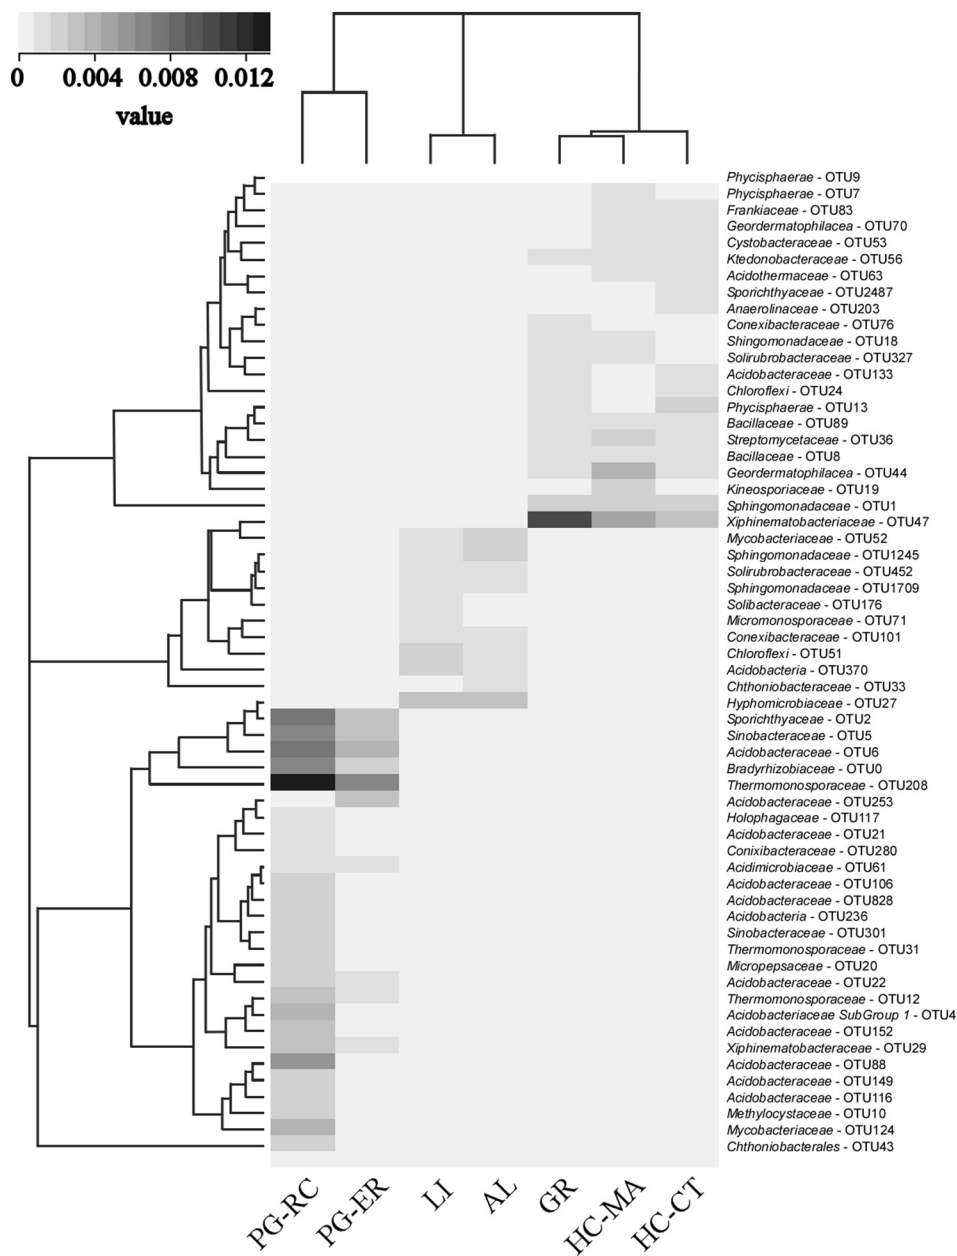 0 0.004 0.008 0.012
value
Phycisphaerae - OTU9
Phycisphaerae - OTU7
Frankiaceae - OTU83
Geordermatophilacea - OTU70
Cystobacteraceae - OTU53
Ktedonobacteraceae - OTU56
Acidothermaceae - OTU63
Sporichthyaceae - OTU2487
Anaerolinaceae - OTU203
Conexibacteraceae - OTU76
Shingomonadaceae - OTU18
Solirubrobacteraceae - OTU327
Acidobacteraceae - OTU133
Chloroflexi - OTU24
Phycisphaerae - OTU13
Bacillaceae - OTU89
Streptomycetaceae - OTU36
Bacillaceae - OTU8
Geordermatophilacea - OTU44
Kineosporiaceae - OTU19
Sphingomonadaceae - OTU1
Xiphinematobacteriaceae - OTU47
Mycobacteriaceae - OTU52
Sphingomonadaceae - OTU1245
Solirubrobacteraceae - OTU452
Sphingomonadaceae - OTU1709
Solibacteraceae - OTU176
Micromonosporaceae - OTU71
Conexibacteraceae - OTU101
Chloroflexi - OTU51
Acidobacteria - OTU370
Chthoniobacteraceae - OTU33
Hyphomicrobiaceae - OTU27
Sporichthyaceae - OTU2
Sinobacteraceae - OTU5
Acidobacteraceae - OTU6
Bradyrhizobiaceae - OTU0
Thermomonosporaceae - OTU208
Acidobacteraceae - OTU253
Holophagaceae - OTU117
Acidobacteraceae - OTU21
Conixibacteraceae - OTU280
Acidimicrobiaceae - OTU61
Acidobacteraceae - OTU106
Acidobacteraceae - OTU828
Acidobacteria - OTU236
Sinobacteraceae - OTU301
Thermomonosporaceae - OTU31
Micropepsaceae - OTU20
Acidobacteraceae - OTU22
Thermomonosporaceae - OTU12
Acidobacteriaceae SubGroup 1 - OTU4
Acidobacteraceae - OTU152
Xiphinematobacteraceae - OTU29
Acidobacteraceae - OTU88
Acidobacteraceae - OTU149
Acidobacteraceae - OTU116
Methylocystaceae - OTU10
Mycobacteriaceae - OTU124
Chthoniobacterales - OTU43
PG-RC PG-ER LI AL GR HC-MA HC-CT